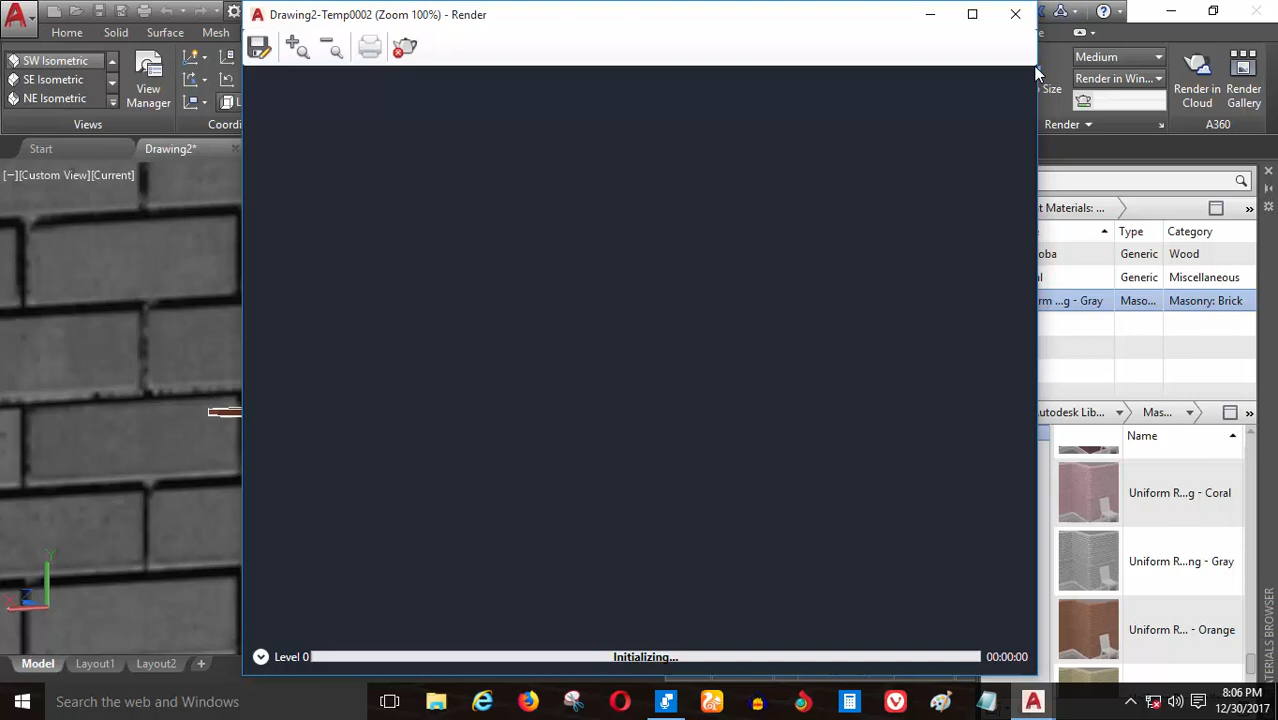 Drawing2-Temp0002 (Zoom 100%) - Render
Home Solid Surface Mesh
SW Isometric
SE Isometric
NE Isometric
View
Manager
Views
Coordi
Medium
Render in Win...
Size
Render in
Cloud
Render
Gallery
Render
A360
Start
Drawing2*
[−][Custom View][Current]
t Materials: ...
Type Category
oba Generic Wood
al Generic Miscellaneous
rm ...g - Gray Maso... Masonry: Brick
utodesk Lib... Mas...
Name
Uniform R...g - Coral
Uniform R...ng - Gray
Uniform R... - Orange
MATERIALS BROWSER
Y
X
Z
Level 0
Initializing...
00:00:00
Model Layout1 Layout2 +
Search the web and Windows
8:06 PM
12/30/2017